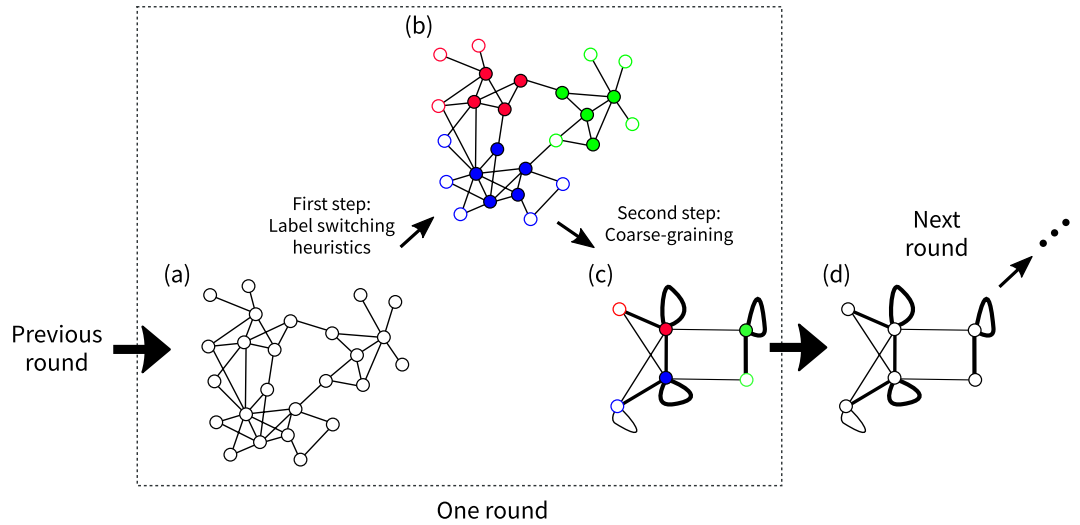 (b)
First step:
Label switching
heuristics
Second step:
Coarse-graining
Next
round
(a)
(c)
(d)
Previous
round
One round